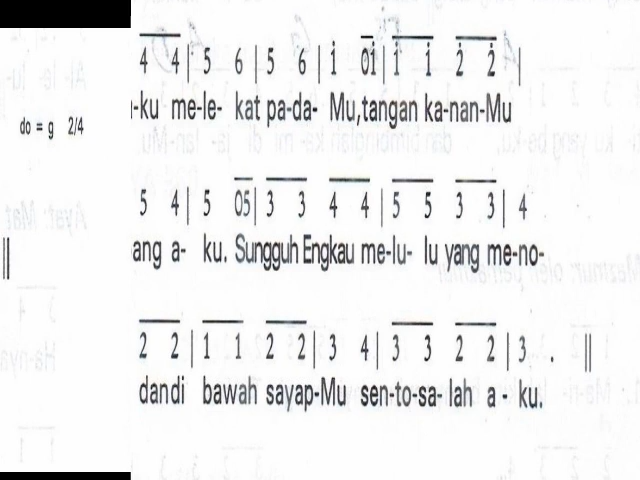 4 4 | 5 6 | 5 6 | 1 01 | 1 1 2 2 |
-ku me-le- kat pa-da- Mu,tangan ka-nan-Mu
do = g 2/4
5 4 | 5 05 | 3 3 4 4 | 5 5 3 3 | 4
ang a- ku. Sungguh Engkau me-lu- lu yang me-no-
2 2 | 1 1 2 2 | 3 4 | 3 3 2 2 | 3 . ||
dandi bawah sayap-Mu sen-to-sa-lah a - ku.